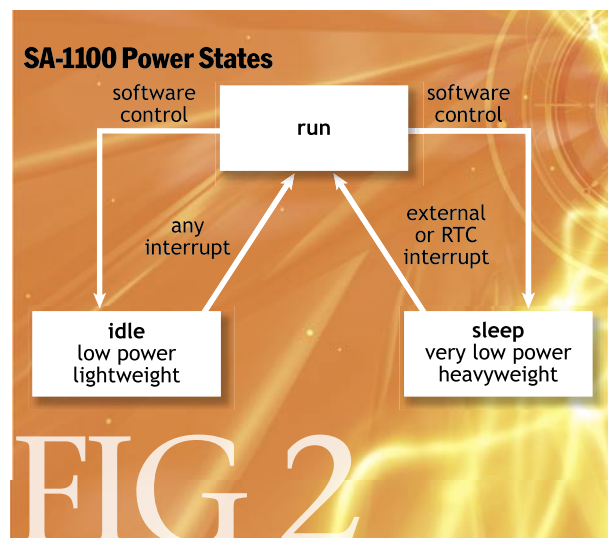 SA-1100 Power States
software
control
software
control
run
any
interrupt
external
or RTC
interrupt
idle
low power
lightweight
sleep
very low power
heavyweight
FIG 2